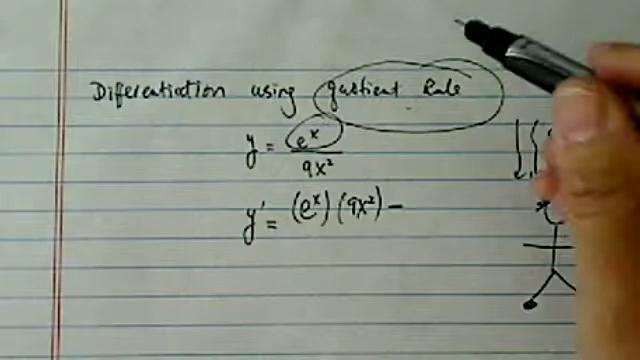 Diferentiation using quotient Rule
y = e^x / 9x²
y' = (e^x) (9x²) -